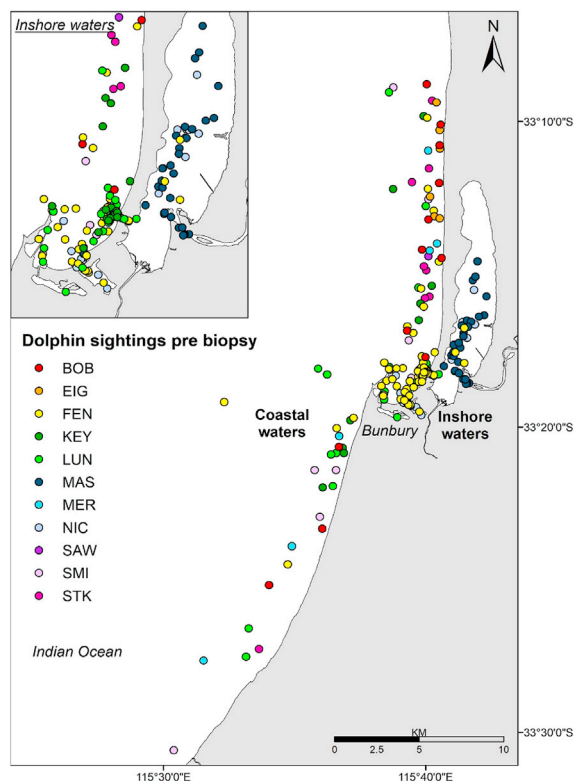 Inshore waters
N
33°10'0"S
Dolphin sightings pre biopsy
BOB
EIG
FEN
KEY
LUN
MAS
MER
NIC
SAW
SMI
STK
Coastal waters
Bunbury
Inshore waters
33°20'0"S
Indian Ocean
KM
0 2.5 5 10
33°30'0"S
115°30'0"E 115°40'0"E